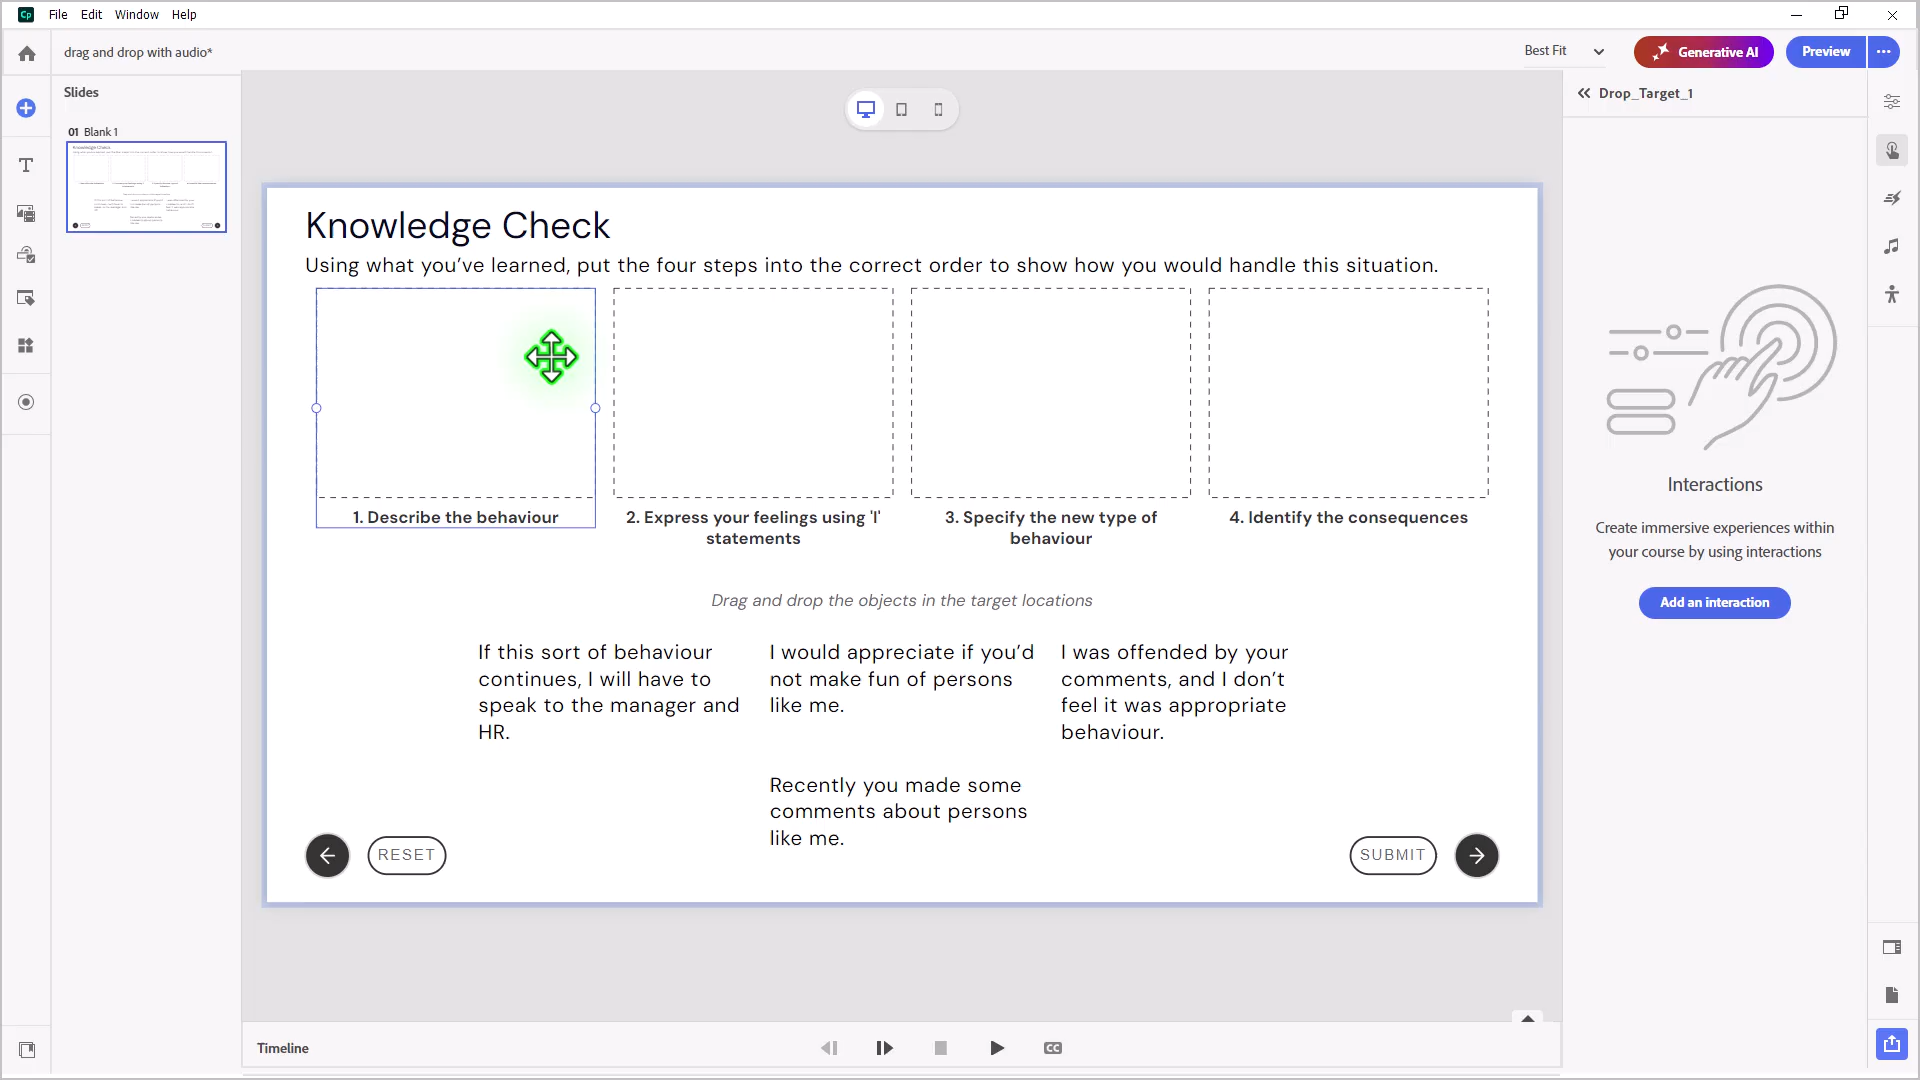 Cp File Edit Window Help
drag and drop with audio*
Best Fit
Generative AI
Preview
Slides
Drop_Target_1
01 Blank 1
Knowledge Check
Using what you've learned, put the four steps into the correct order to show how you would handle this situation.
1. Describe the behaviour
2. Express your feelings using 'I'
statements
3. Specify the new type of
behaviour
4. Identify the consequences
Drag and drop the objects in the target locations
If this sort of behaviour
continues, I will have to
speak to the manager and
HR.
I would appreciate if you'd
not make fun of persons
like me.
I was offended by your
comments, and I don't
feel it was appropriate
behaviour.
Recently you made some
comments about persons
like me.
RESET
SUBMIT
Interactions
Create immersive experiences within
your course by using interactions
Add an interaction
Timeline
CC